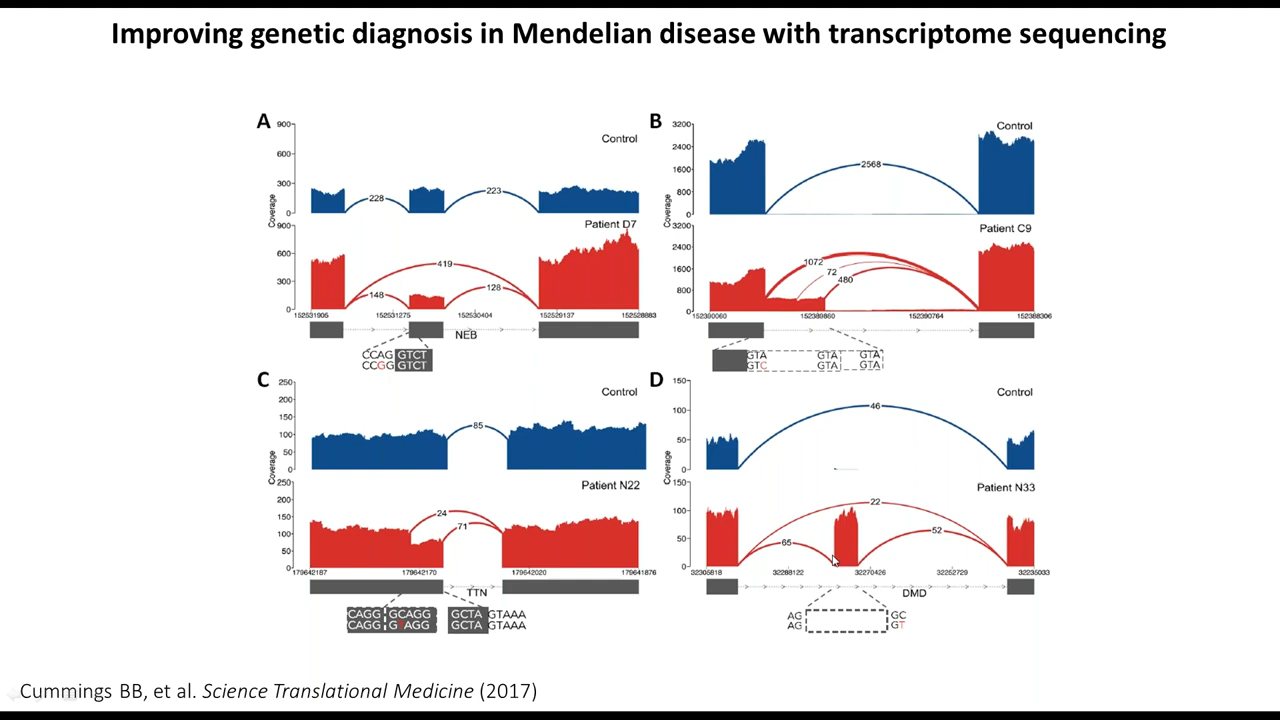 Improving genetic diagnosis in Mendelian disease with transcriptome sequencing
A
900
600
300
0
Coverage
Control
228
223
Patient D7
900
600
300
0
419
148
128
152531905
152531275
152530404
152529137
152528883
NEB
CCAG GTCT
CCGG GTCT
B
3200
2400
1600
800
0
Coverage
Control
2568
Patient C9
3200
2400
1600
800
0
1072
72
480
152390060
152389860
152390764
152388306
GTA GTA GTA
GTC GTA GTA
C
250
200
150
100
50
0
Coverage
Control
85
Patient N22
250
200
150
100
50
0
24
71
179642187
179642170
179642020
179641876
TTN
CAGG GCAGG GCTA GTAAA
CAGG GTAGG GCTA GTAAA
D
150
100
50
0
Coverage
Control
46
Patient N33
150
100
50
0
22
65
52
32305818
32288122
32270426
32252729
32235033
DMD
AG GC
AG GT
Cummings BB, et al. Science Translational Medicine (2017)